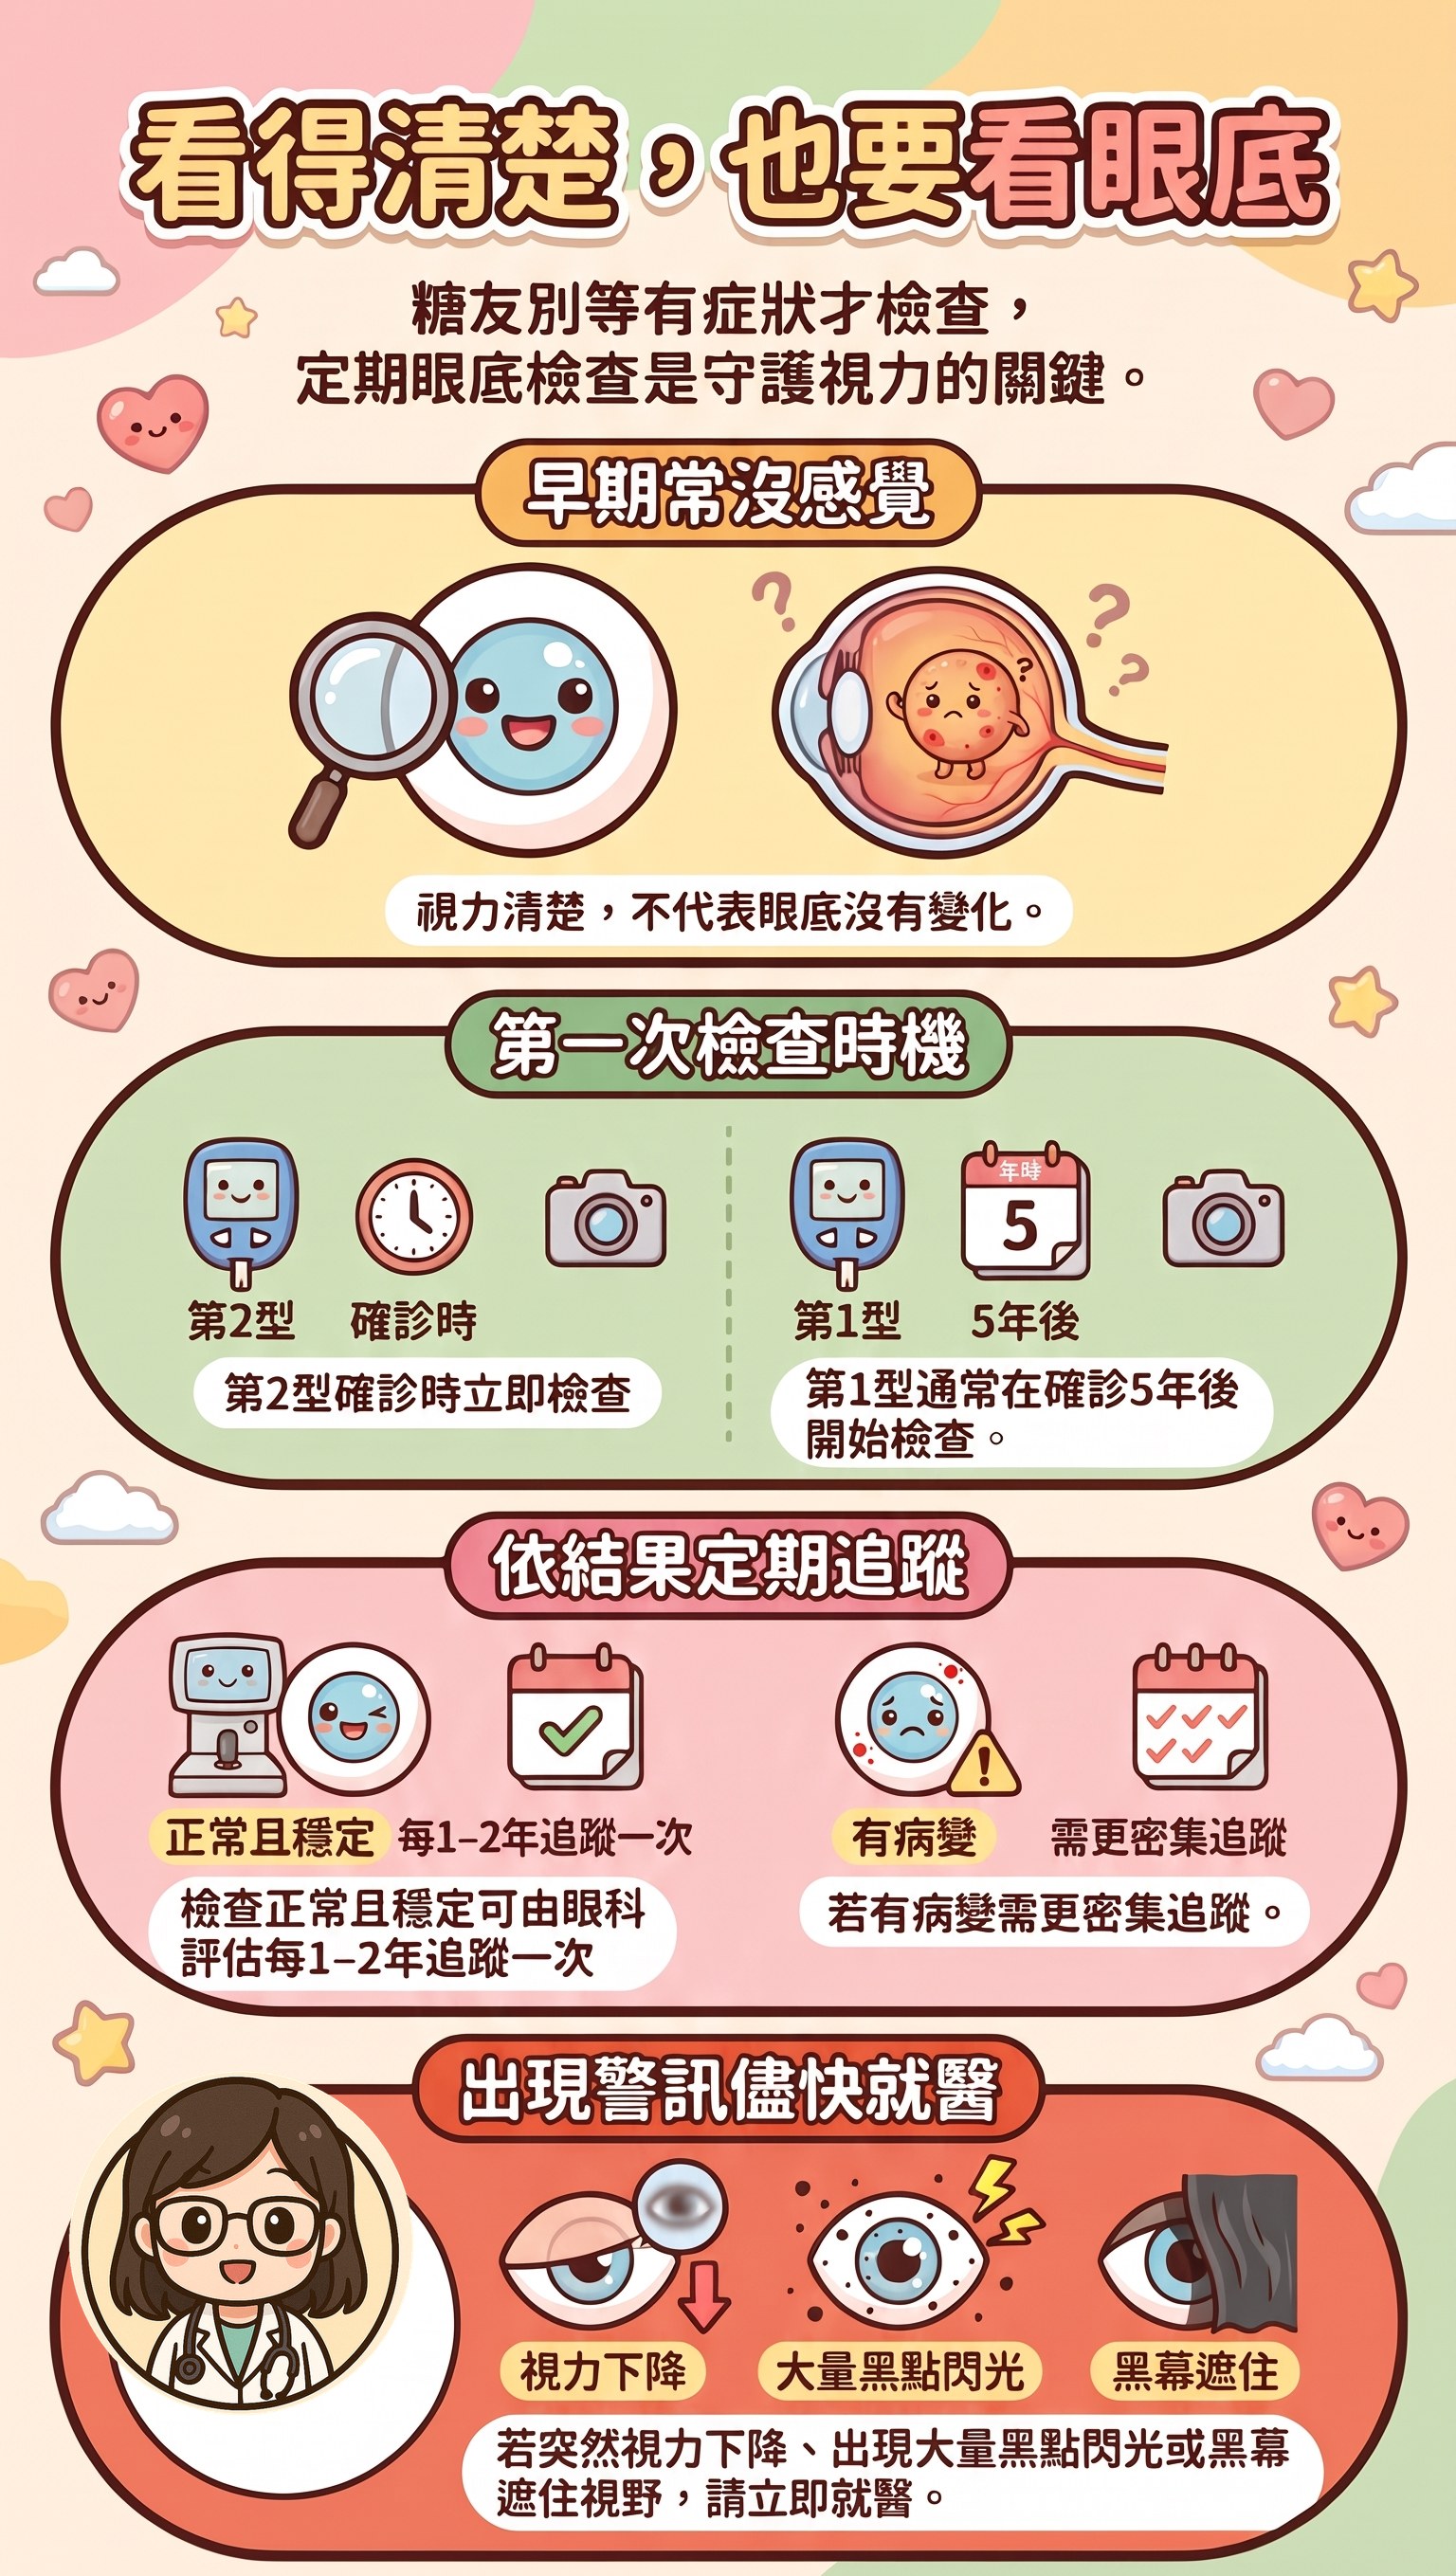 看得清楚，也要看眼底
糖友別等有症狀才檢查，
定期眼底檢查是守護視力的關鍵。
早期常沒感覺
視力清楚，不代表眼底沒有變化。
第一次檢查時機
年時
5
第2型
確診時
第2型確診時立即檢查
第1型
5年後
第1型通常在確診5年後
開始檢查。
依結果定期追蹤
正常且穩定 每1–2年追蹤一次
檢查正常且穩定可由眼科
評估每1–2年追蹤一次
有病變
需更密集追蹤
若有病變需更密集追蹤。
出現警訊儘快就醫
視力下降
大量黑點閃光
黑幕遮住
若突然視力下降、出現大量黑點閃光或黑幕
遮住視野，請立即就醫。